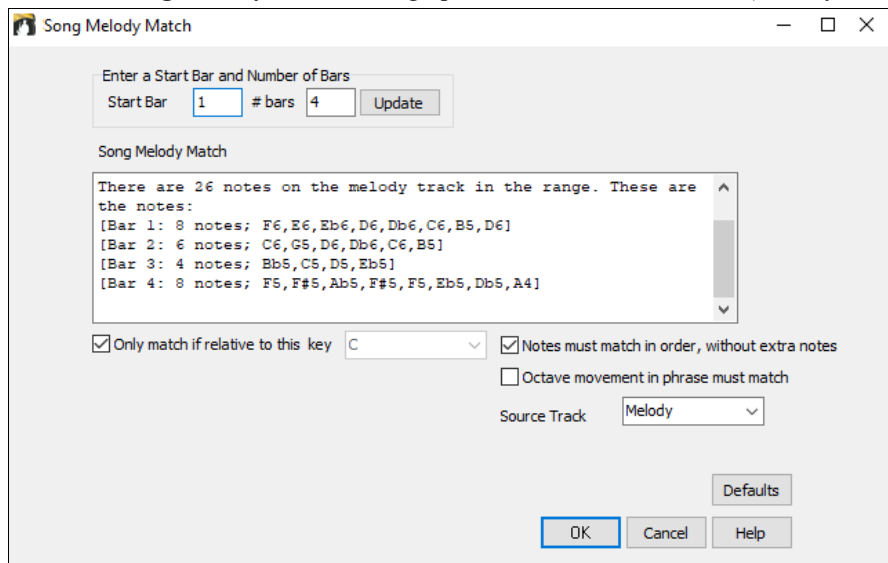 Song Melody Match
Enter a Start Bar and Number of Bars
Start Bar 1 # bars 4 Update
Song Melody Match
There are 26 notes on the melody track in the range. These are
the notes:
[Bar 1: 8 notes; F6,E6,Eb6,D6,Db6,C6,B5,D6]
[Bar 2: 6 notes; C6,G5,D6,Db6,C6,B5]
[Bar 3: 4 notes; Bb5,C5,D5,Eb5]
[Bar 4: 8 notes; F5,F#5,Ab5,F#5,F5,Eb5,Db5,A4]
Only match if relative to this key C
Notes must match in order, without extra notes
Octave movement in phrase must match
Source Track Melody
Defaults
OK Cancel Help